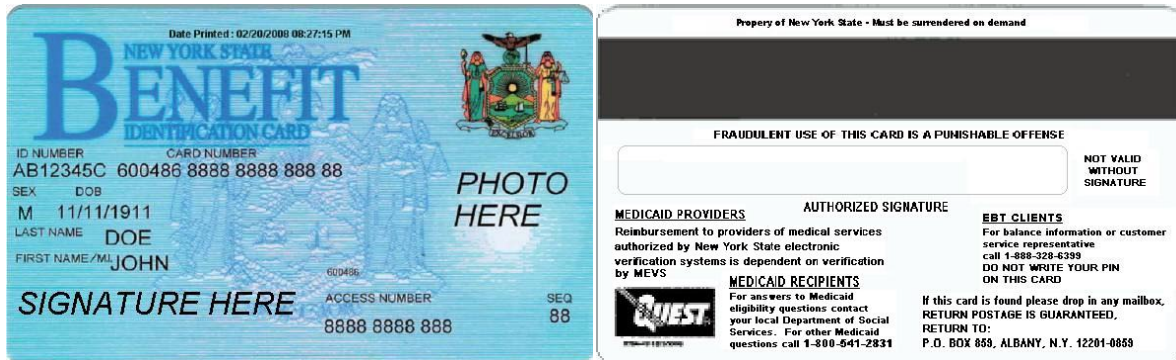 Date Printed : 02/20/2008 08:27:15 PM
NEW YORK STATE
BENEFIT
IDENTIFICATION CARD
EXCELSIOR
ID NUMBER CARD NUMBER
AB12345C 600486 8888 8888 888 88
SEX DOB
M 11/11/1911
LAST NAME DOE
FIRST NAME/M.I. JOHN
PHOTO
HERE
600486
SIGNATURE HERE
ACCESS NUMBER SEQ
8888 8888 888 88
Propery of New York State - Must be surrendered on demand
FRAUDULENT USE OF THIS CARD IS A PUNISHABLE OFFENSE
NOT VALID
WITHOUT
SIGNATURE
AUTHORIZED SIGNATURE
MEDICAID PROVIDERS
Reimbursement to providers of medical services
authorized by New York State electronic
verification systems is dependent on verification
by MEVS
EBT CLIENTS
For balance information or customer
service representative
call 1-888-328-6399
DO NOT WRITE YOUR PIN
ON THIS CARD
QUEST
MEDICAID RECIPIENTS
For answers to Medicaid
eligibility questions contact
your local Department of Social
Services. For other Medicaid
questions call 1-800-541-2831
If this card is found please drop in any mailbox,
RETURN POSTAGE IS GUARANTEED,
RETURN TO:
P.O. BOX 859, ALBANY, N.Y. 12201-0859